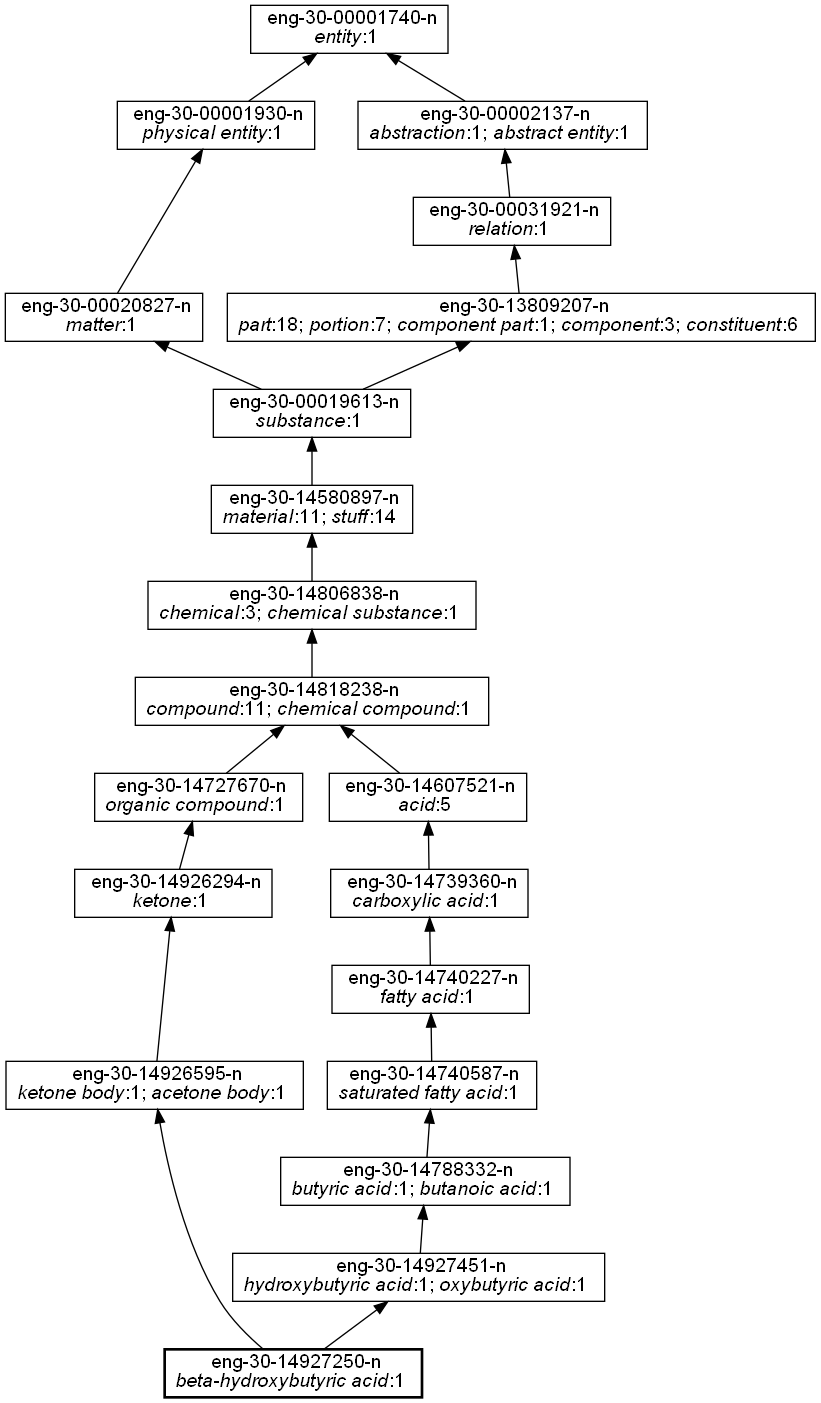 eng-30-00001740-n
entity:1
eng-30-00001930-n
physical entity:1
eng-30-00002137-n
abstraction:1; abstract entity:1
eng-30-00031921-n
relation:1
eng-30-00020827-n
matter:1
eng-30-13809207-n
part:18; portion:7; component part:1; component:3; constituent:6
eng-30-00019613-n
substance:1
eng-30-14580897-n
material:11; stuff:14
eng-30-14806838-n
chemical:3; chemical substance:1
eng-30-14818238-n
compound:11; chemical compound:1
eng-30-14727670-n
organic compound:1
eng-30-14607521-n
acid:5
eng-30-14926294-n
ketone:1
eng-30-14739360-n
carboxylic acid:1
eng-30-14740227-n
fatty acid:1
eng-30-14926595-n
ketone body:1; acetone body:1
eng-30-14740587-n
saturated fatty acid:1
eng-30-14788332-n
butyric acid:1; butanoic acid:1
eng-30-14927451-n
hydroxybutyric acid:1; oxybutyric acid:1
eng-30-14927250-n
beta-hydroxybutyric acid:1